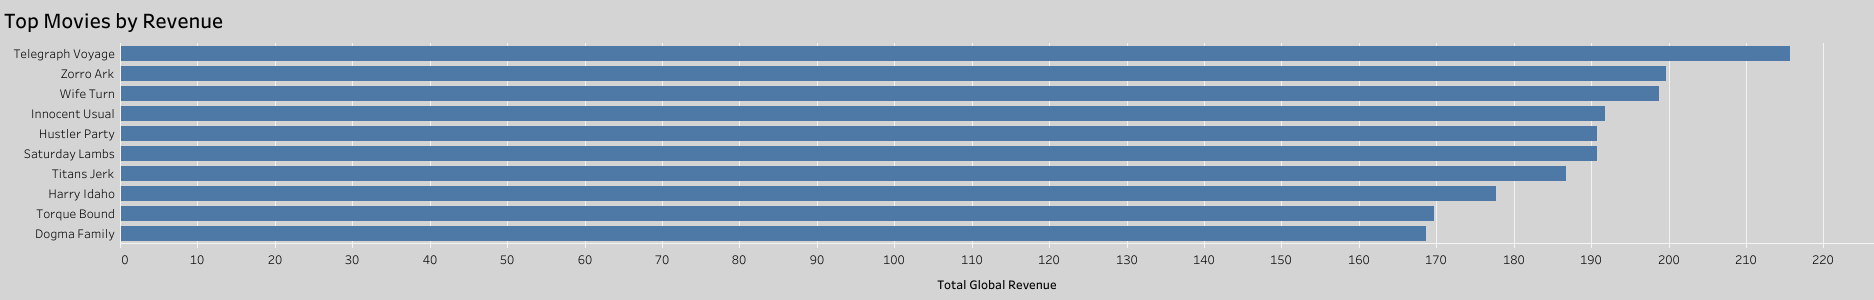 Top Movies by Revenue
Telegraph Voyage
Zorro Ark
Wife Turn
Innocent Usual
Hustler Party
Saturday Lambs
Titans Jerk
Harry Idaho
Torque Bound
Dogma Family
0 10 20 30 40 50 60 70 80 90 100 110 120 130 140 150 160 170 180 190 200 210 220
Total Global Revenue